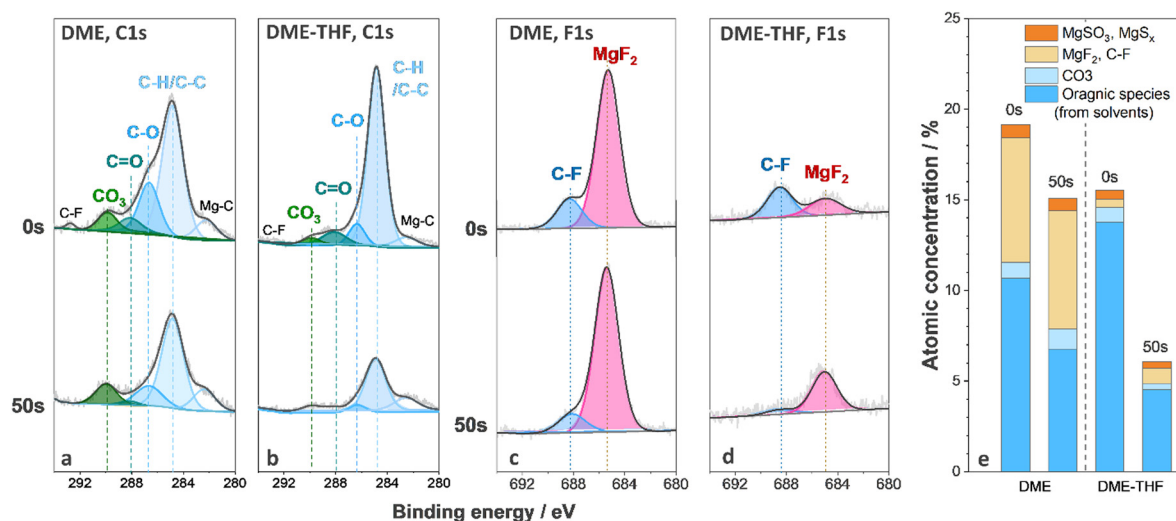 DME, C1s
C-H/C-C
C-O
C=O
CO3
C-F
Mg-C
0s
50s
a
292 288 284 280
DME-THF, C1s
C-H
/C-C
C-O
C=O
CO3
C-F
Mg-C
b
292 288 284 280
DME, F1s
MgF2
C-F
0s
50s
c
692 688 684 680
DME-THF, F1s
C-F
MgF2
d
692 688 684 680
Binding energy / eV
Atomic concentration / %
25
20
15
10
5
0
MgSO3, MgSx
MgF2, C-F
CO3
Oragnic species
(from solvents)
0s
50s
0s
50s
e
DME DME-THF